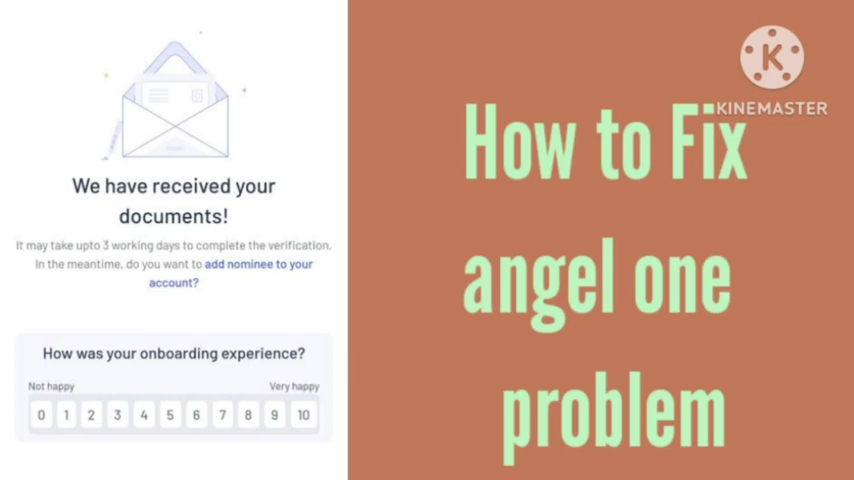 We have received your
documents!
It may take upto 3 working days to complete the verification.
In the meantime, do you want to add nominee to your
account?
How was your onboarding experience?
Not happy Very happy
0 1 2 3 4 5 6 7 8 9 10
K
KINEMASTER
How to Fix
angel one
problem